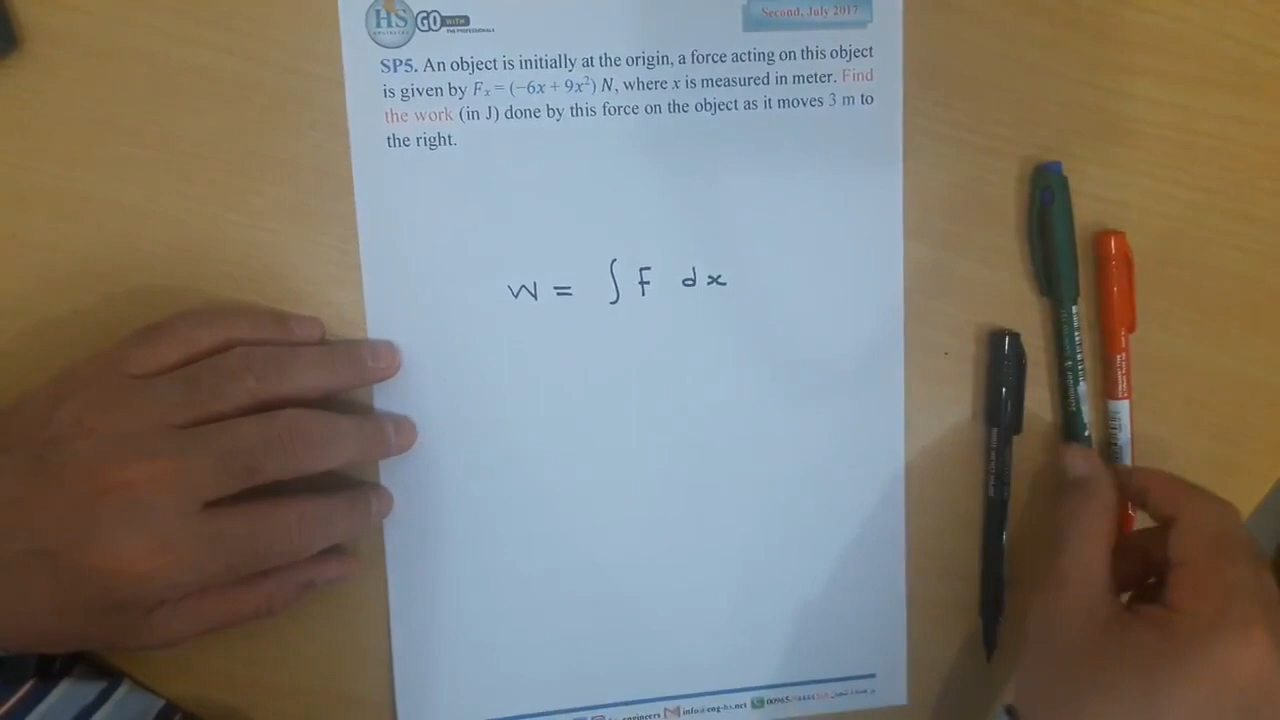 HS
ENGINEERS
GO WITH
THE PROFESSIONALS
Second, July 2017
SP5. An object is initially at the origin, a force acting on this object
is given by Fₓ = (−6x + 9x²) N, where x is measured in meter. Find
the work (in J) done by this force on the object as it moves 3 m to
the right.
W = ∫ F dx
engineers info@eng-hs.net